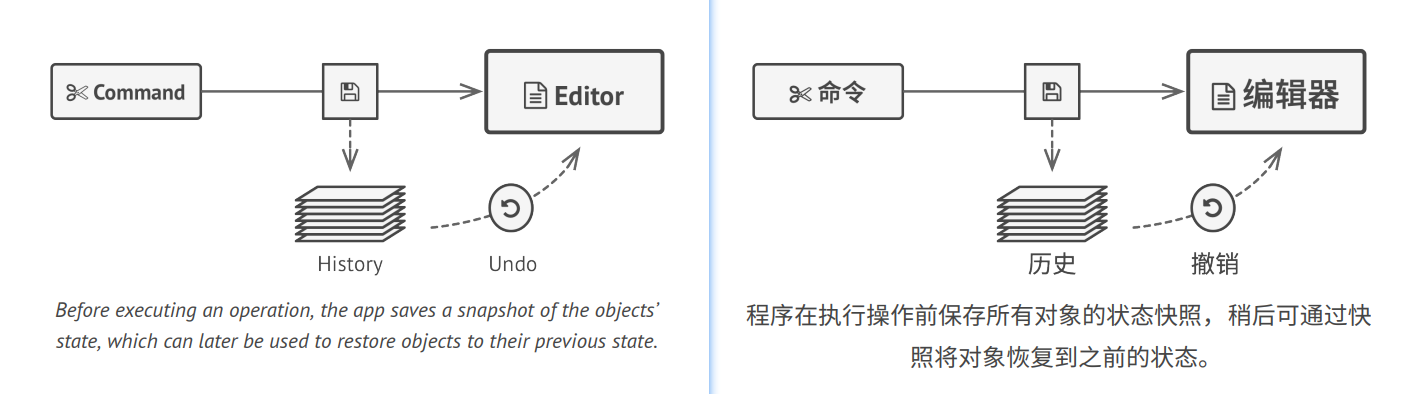 Command
Editor
History
Undo
Before executing an operation, the app saves a snapshot of the objects’
state, which can later be used to restore objects to their previous state.
命令
编辑器
历史
撤销
程序在执行操作前保存所有对象的状态快照，稍后可通过快
照将对象恢复到之前的状态。